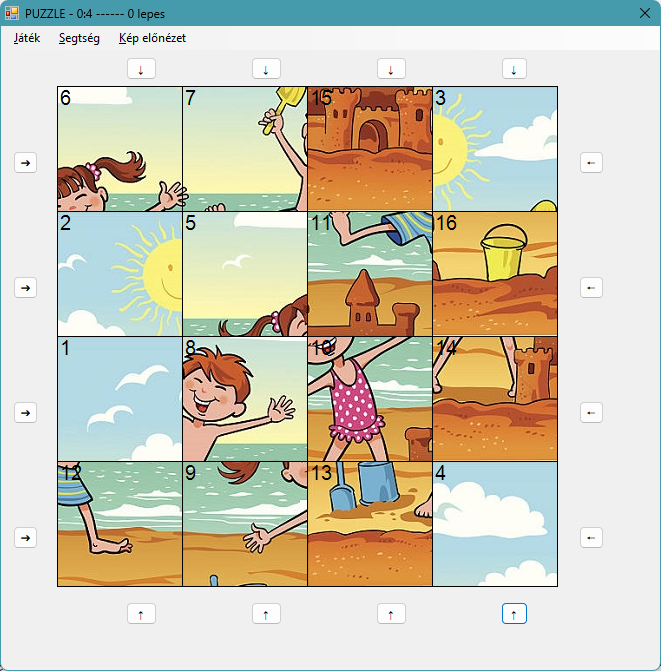 PUZZLE - 0:4 ------ 0 lepes
Játék Segtség Kép előnézet
↓ ↓ ↓ ↓
6 7 15 3
→ ←
2 5 11 16
→ ←
1 8 10 14
→ ←
12 9 13 4
→ ←
↑ ↑ ↑ ↑